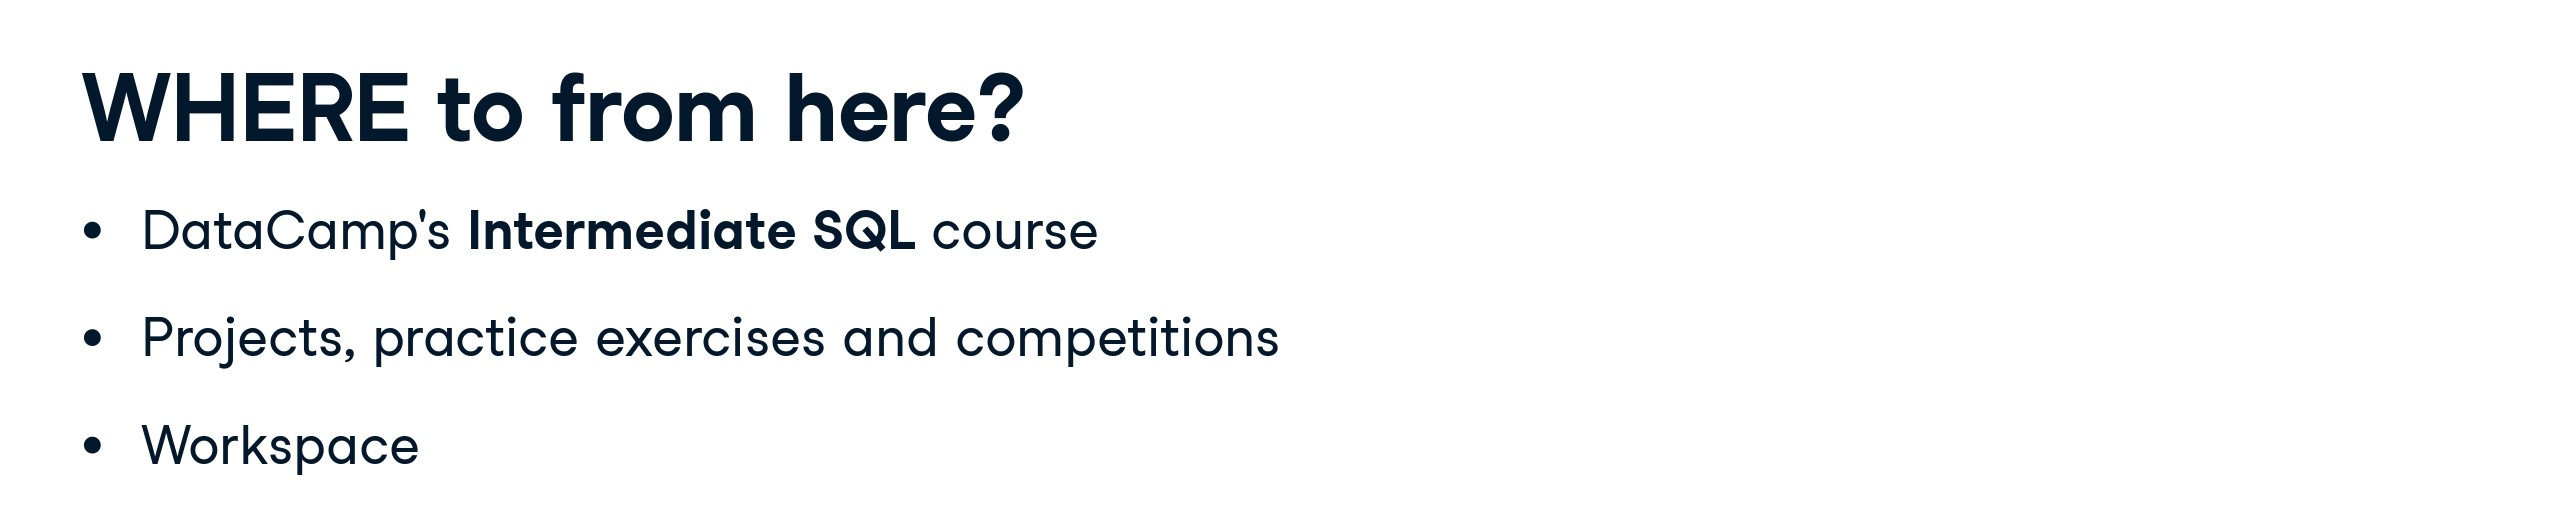 WHERE to from here?
• DataCamp's Intermediate SQL course
• Projects, practice exercises and competitions
• Workspace